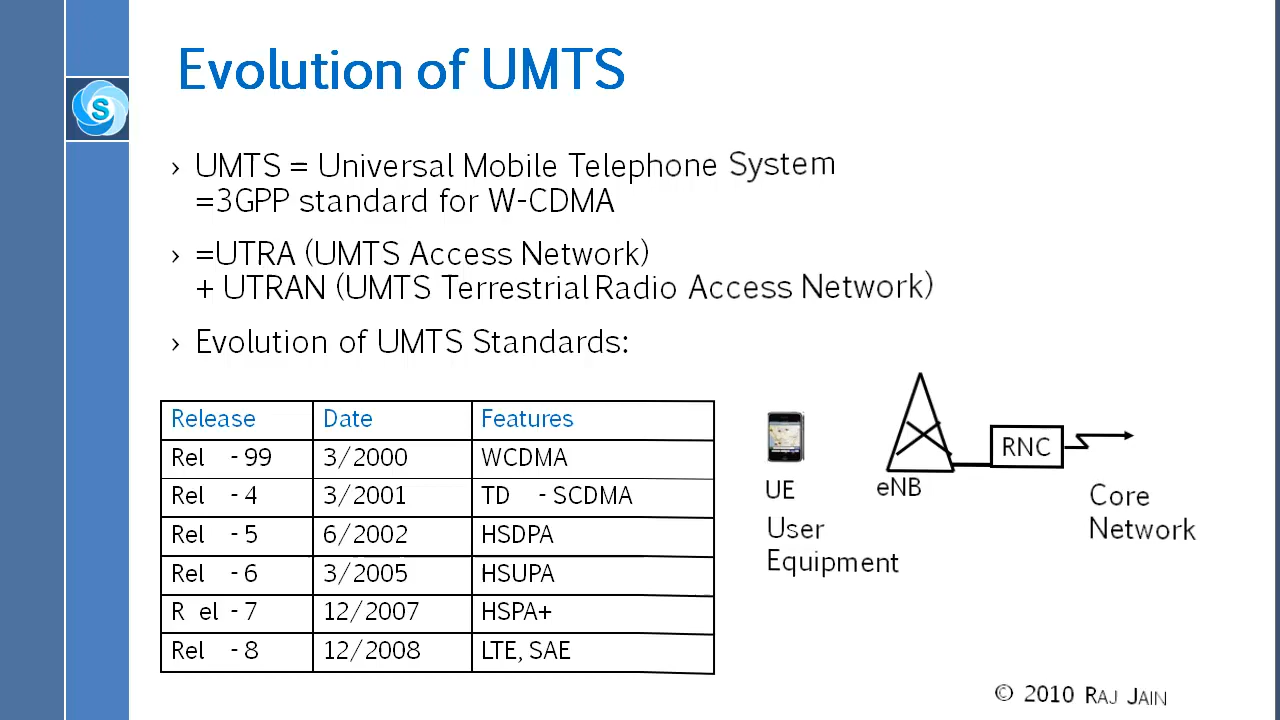 Evolution of UMTS
S
› UMTS = Universal Mobile Telephone System
=3GPP standard for W-CDMA
› =UTRA (UMTS Access Network)
+ UTRAN (UMTS Terrestrial Radio Access Network)
› Evolution of UMTS Standards:
Release Date Features
Rel - 99 3/2000 WCDMA
Rel - 4 3/2001 TD - SCDMA
Rel - 5 6/2002 HSDPA
Rel - 6 3/2005 HSUPA
R el - 7 12/2007 HSPA+
Rel - 8 12/2008 LTE, SAE
UE
User
Equipment
eNB
RNC
Core
Network
© 2010 RAJ JAIN